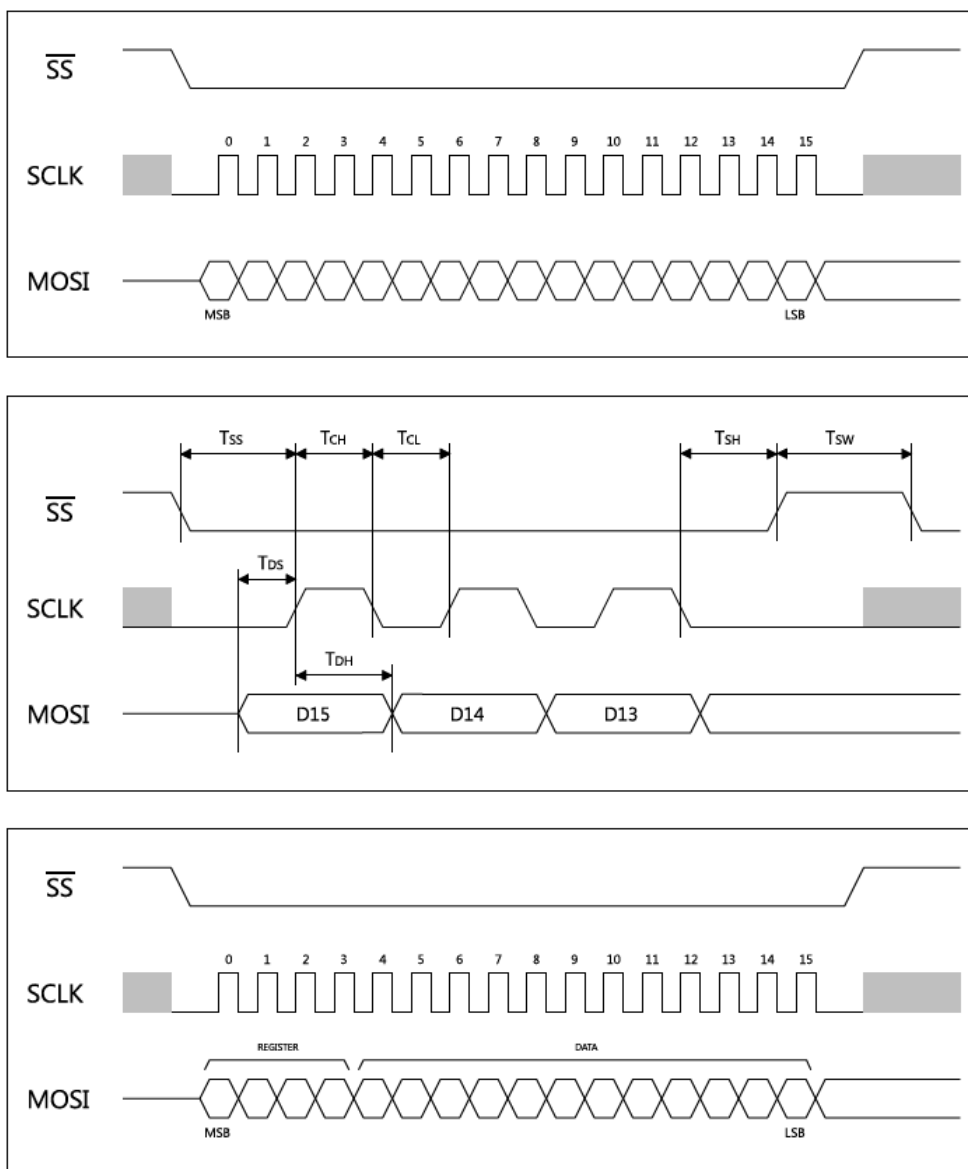 SS
0 1 2 3 4 5 6 7 8 9 10 11 12 13 14 15
SCLK
MOSI
MSB LSB
TSS TCH TCL TSH TSW
SS
TDS
SCLK
TDH
MOSI D15 D14 D13
SS
0 1 2 3 4 5 6 7 8 9 10 11 12 13 14 15
SCLK
REGISTER DATA
MOSI
MSB LSB